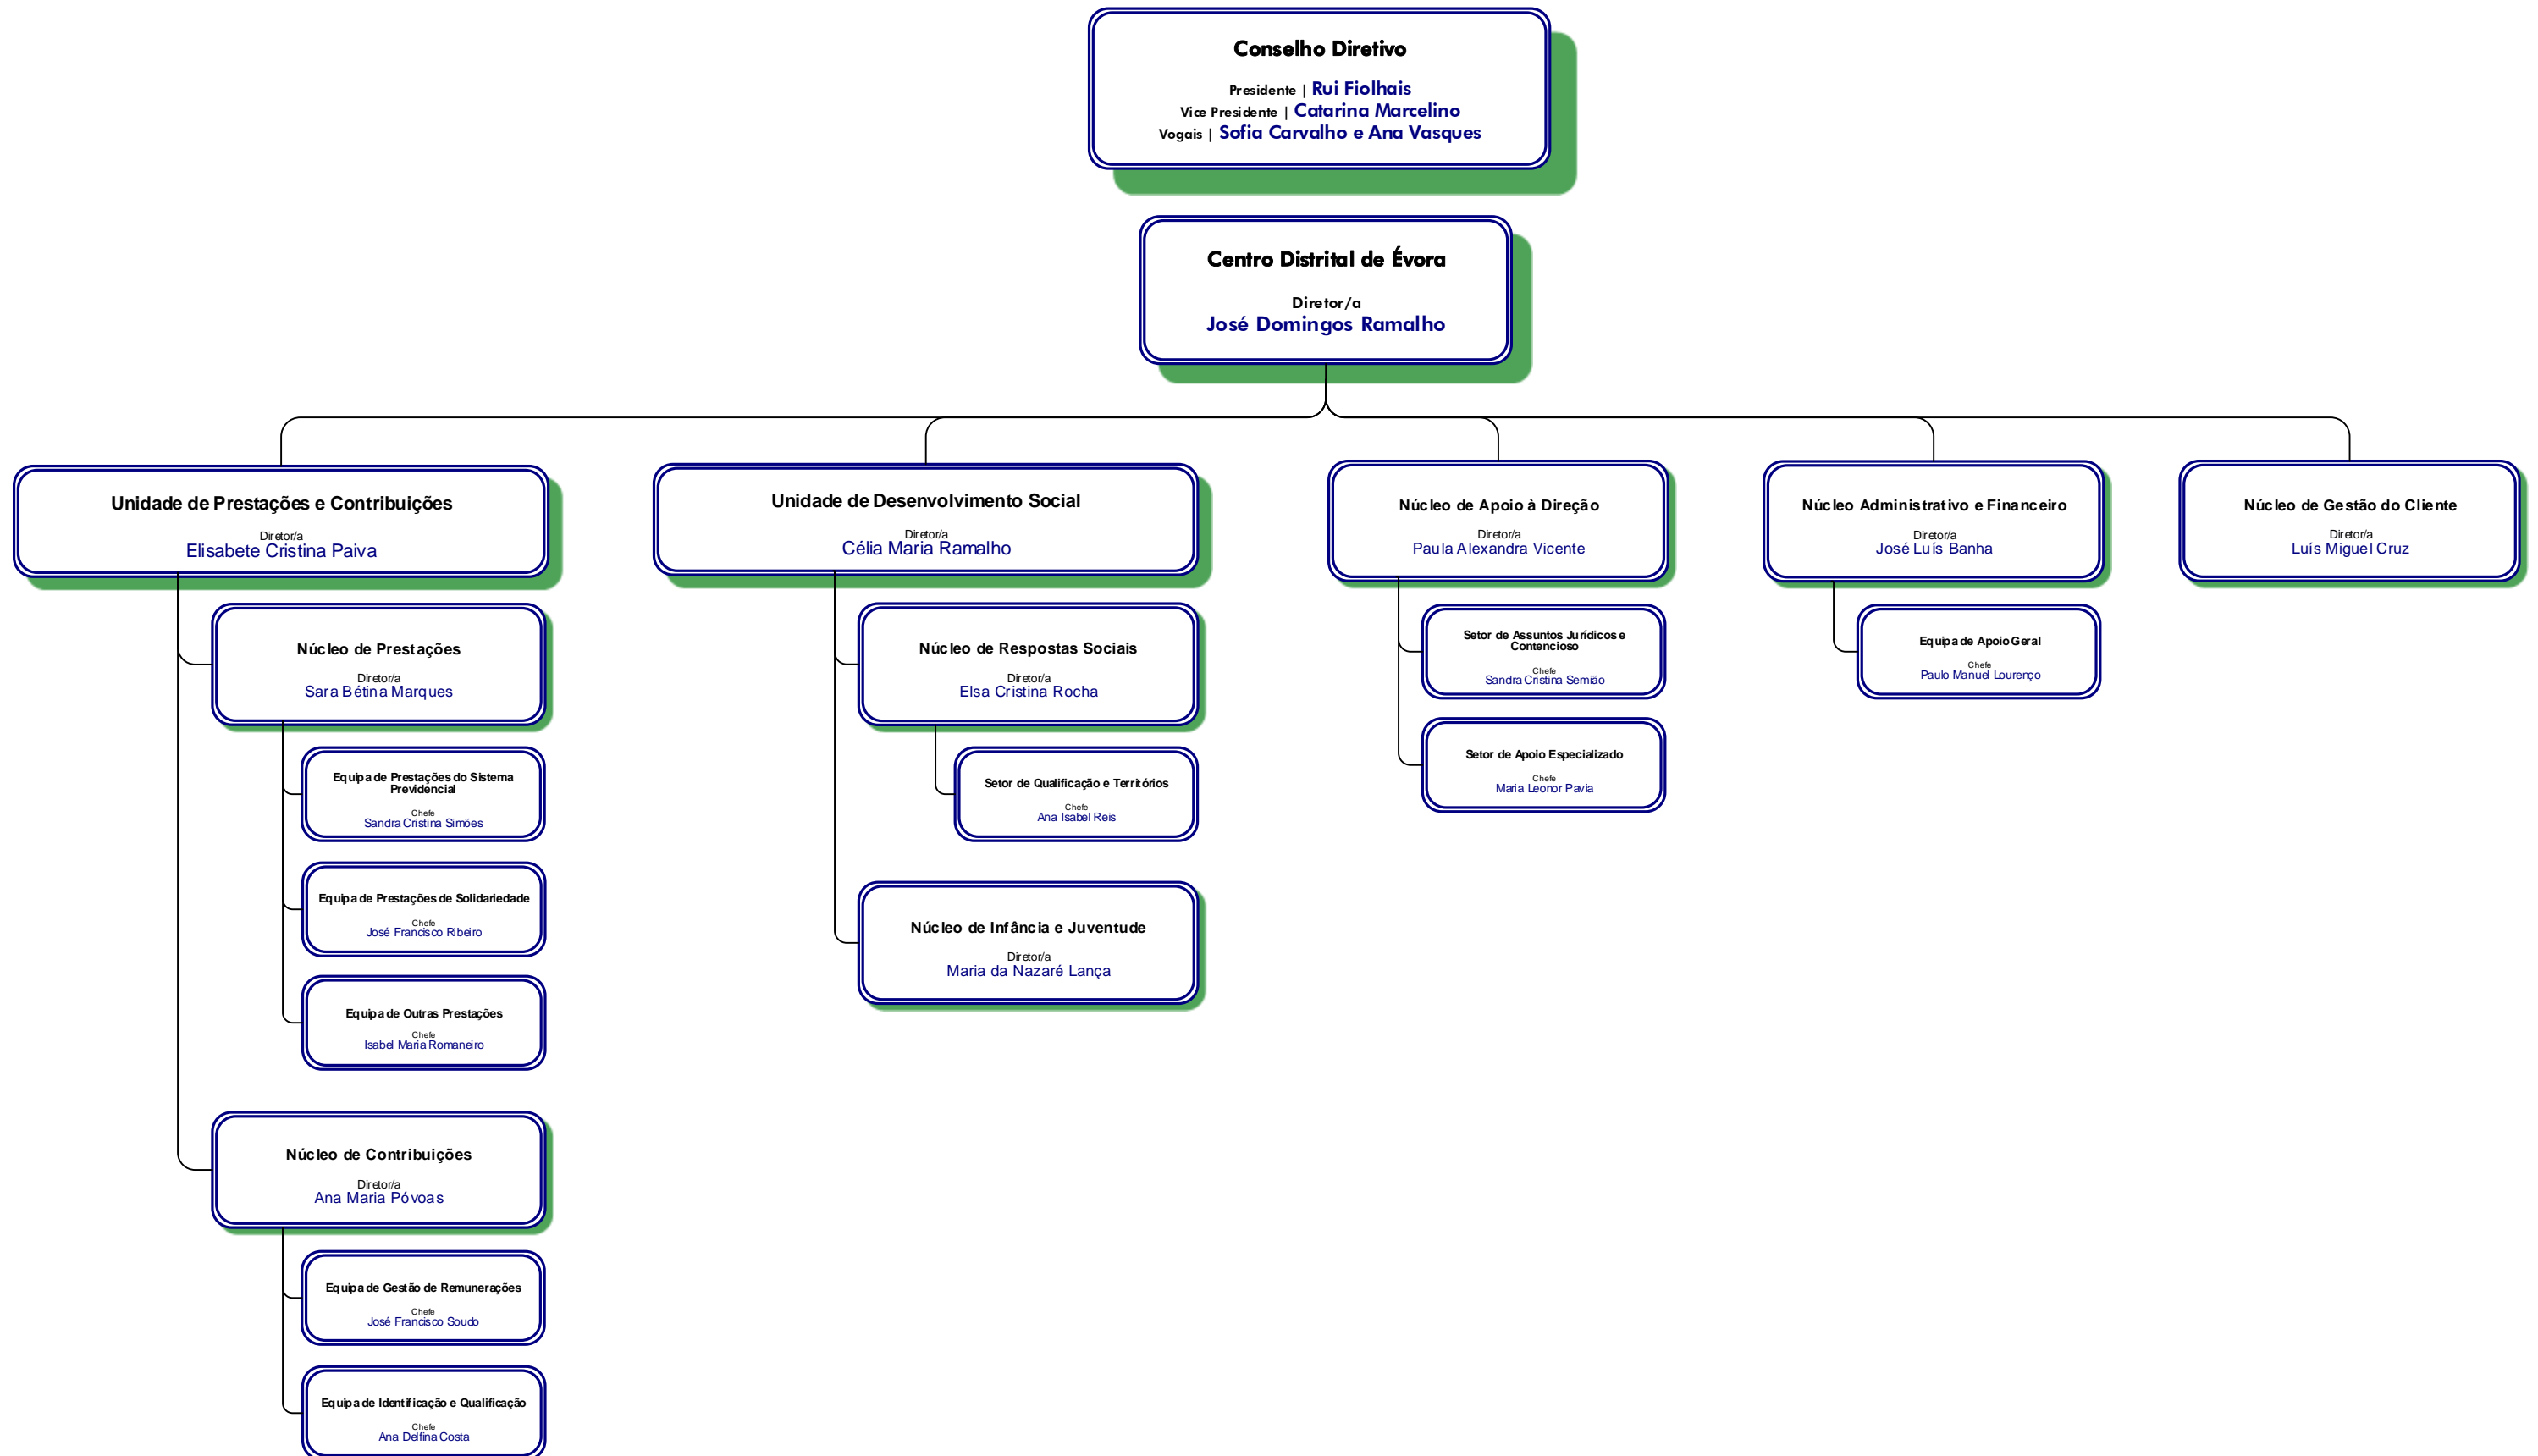 Conselho Diretivo
Presidente | Rui Fiolhais
Vice Presidente | Catarina Marcelino
Vogais | Sofia Carvalho e Ana Vasques
Centro Distrital de Évora
Diretor/a
José Domingos Ramalho
Unidade de Prestações e Contribuições
Diretor/a
Elisabete Cristina Paiva
Núcleo de Prestações
Diretor/a
Sara Bétina Marques
Equipa de Prestações do Sistema
Previdencial
Chefe
Sandra Cristina Simões
Equipa de Prestações de Solidariedade
Chefe
José Francisco Ribeiro
Equipa de Outras Prestações
Chefe
Isabel Maria Romaneiro
Núcleo de Contribuições
Diretor/a
Ana Maria Póvoas
Equipa de Gestão de Remunerações
Chefe
José Francisco Soudo
Equipa de Identificação e Qualificação
Chefe
Ana Delfina Costa
Unidade de Desenvolvimento Social
Diretor/a
Célia Maria Ramalho
Núcleo de Respostas Sociais
Diretor/a
Elsa Cristina Rocha
Setor de Qualificação e Territórios
Chefe
Ana Isabel Reis
Núcleo de Infância e Juventude
Diretor/a
Maria da Nazaré Lança
Núcleo de Apoio à Direção
Diretor/a
Paula Alexandra Vicente
Setor de Assuntos Jurídicos e
Contencioso
Chefe
Sandra Cristina Semião
Setor de Apoio Especializado
Chefe
Maria Leonor Pavia
Núcleo Administrativo e Financeiro
Diretor/a
José Luís Banha
Equipa de Apoio Geral
Chefe
Paulo Manuel Lourenço
Núcleo de Gestão do Cliente
Diretor/a
Luís Miguel Cruz